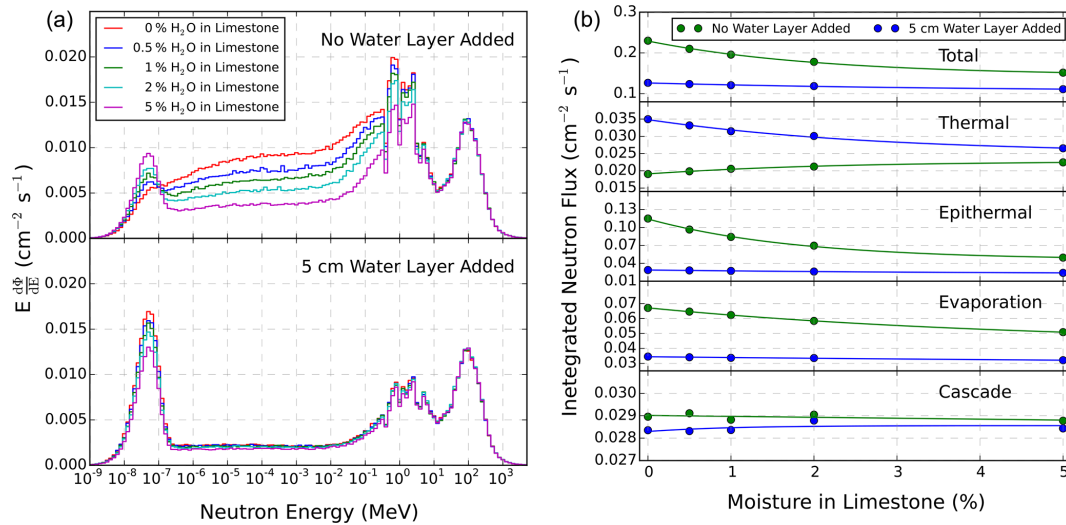 (a)
0 % H₂O in Limestone
0.5 % H₂O in Limestone
1 % H₂O in Limestone
2 % H₂O in Limestone
5 % H₂O in Limestone
No Water Layer Added
0.020
0.015
0.010
0.005
0.000
5 cm Water Layer Added
0.020
0.015
0.010
0.005
0.000
E dΦ/dE (cm⁻² s⁻¹)
10⁻⁹ 10⁻⁸ 10⁻⁷ 10⁻⁶ 10⁻⁵ 10⁻⁴ 10⁻³ 10⁻² 10⁻¹ 10⁰ 10¹ 10² 10³
Neutron Energy (MeV)
(b)
No Water Layer Added 5 cm Water Layer Added
Inetegrated Neutron Flux (cm⁻² s⁻¹)
0.3
0.2
0.1
Total
0.035
0.030
0.025
0.020
0.015
Thermal
0.13
0.10
0.07
0.04
0.01
Epithermal
0.07
0.06
0.05
0.04
0.03
Evaporation
0.030
0.029
0.028
0.027
Cascade
0 1 2 3 4 5
Moisture in Limestone (%)